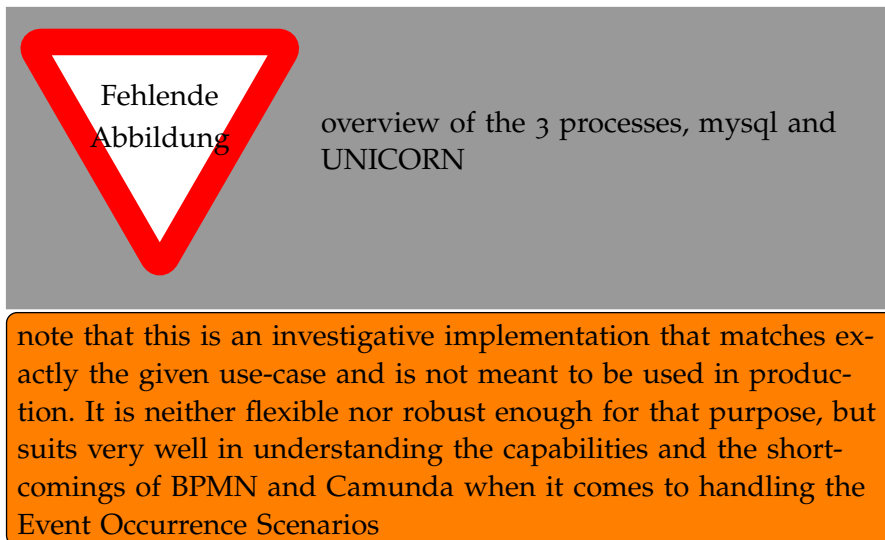 Fehlende
Abbildung
overview of the 3 processes, mysql and
UNICORN
note that this is an investigative implementation that matches ex-
actly the given use-case and is not meant to be used in produc-
tion. It is neither flexible nor robust enough for that purpose, but
suits very well in understanding the capabilities and the short-
comings of BPMN and Camunda when it comes to handling the
Event Occurrence Scenarios